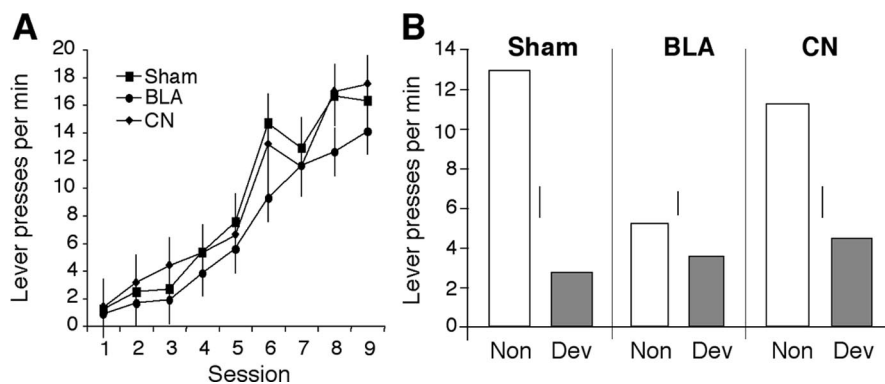 A
20
18
16
14
12
10
8
6
4
2
0
Lever presses per min
Sham
BLA
CN
1 2 3 4 5 6 7 8 9
Session
B
Sham BLA CN
14
12
10
8
6
4
2
0
Lever presses per min
Non Dev Non Dev Non Dev